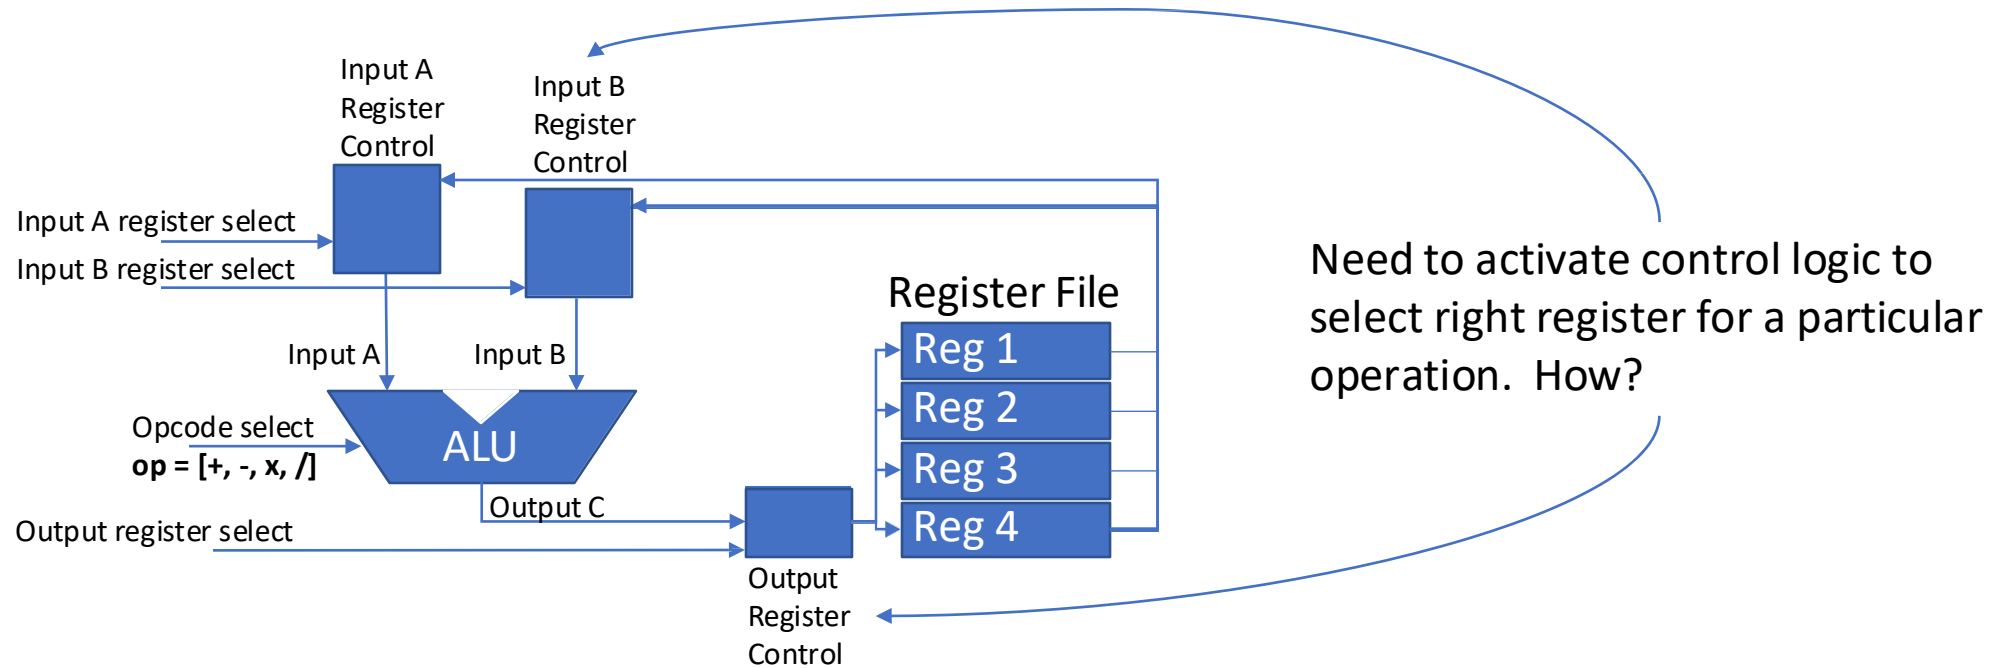 Input A
Register
Control
Input B
Register
Control
Input A register select
Input B register select
Need to activate control logic to
select right register for a particular
operation.  How?
Register File
Reg 1
Reg 2
Reg 3
Reg 4
Input A
Input B
Opcode select
op = [+, -, x, /]
ALU
Output C
Output register select
Output
Register
Control